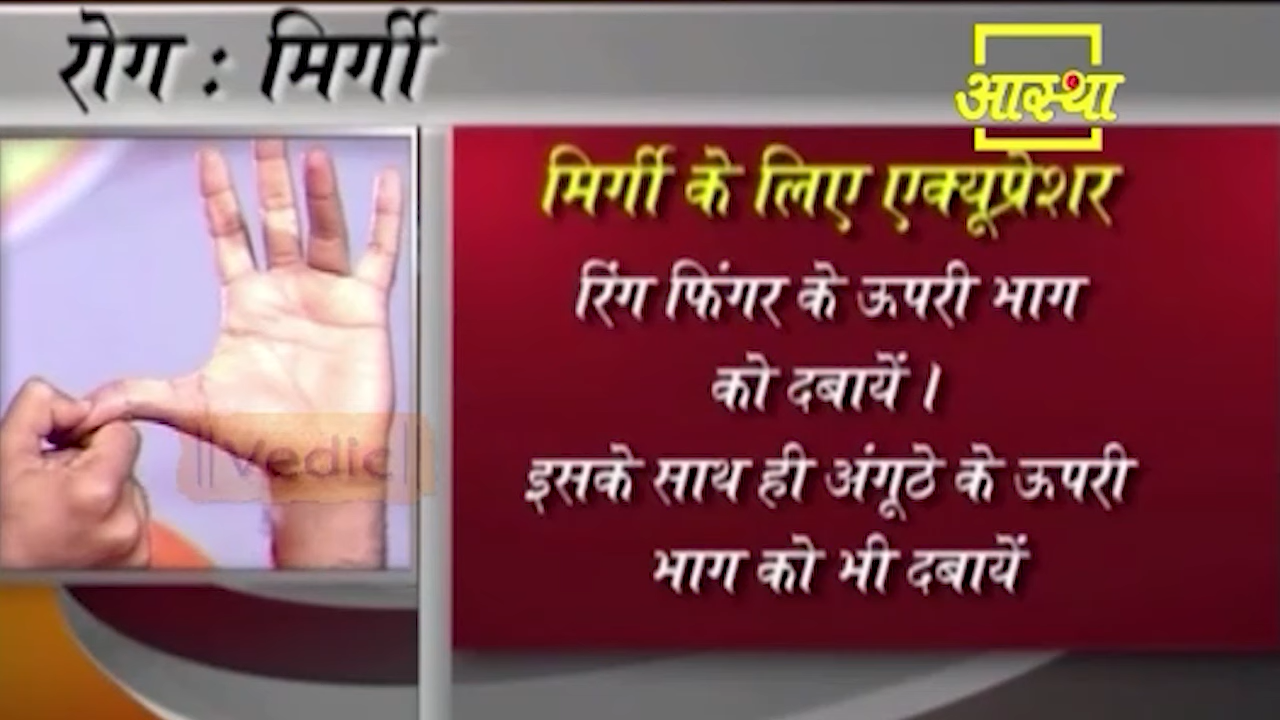 रोग : मिर्गी
आस्था
मिर्गी के लिए एक्यूप्रेशर
रिंग फिंगर के ऊपरी भाग
को दबायें ।
इसके साथ ही अंगूठे के ऊपरी
भाग को भी दबायें
||Vedic||